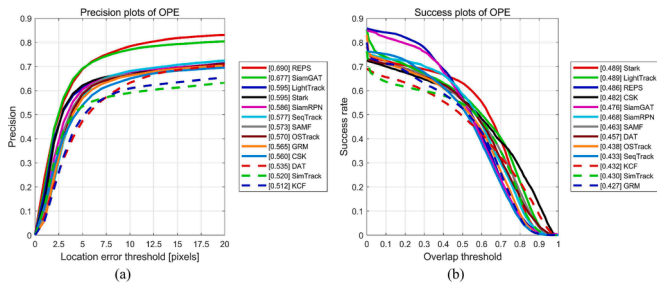 Precision plots of OPE
0.9
0.8
0.7
0.6
0.5
0.4
0.3
0.2
0.1
0
Precision
0 2.5 5 7.5 10 12.5 15 17.5 20
Location error threshold [pixels]
[0.690] REPS
[0.677] SiamGAT
[0.595] LightTrack
[0.595] Stark
[0.586] SiamRPN
[0.577] SeqTrack
[0.573] SAMF
[0.570] OSTrack
[0.565] GRM
[0.560] CSK
[0.535] DAT
[0.520] SimTrack
[0.512] KCF
(a)
Success plots of OPE
0.9
0.8
0.7
0.6
0.5
0.4
0.3
0.2
0.1
0
Success rate
0 0.1 0.2 0.3 0.4 0.5 0.6 0.7 0.8 0.9 1
Overlap threshold
[0.489] Stark
[0.489] LightTrack
[0.486] REPS
[0.482] CSK
[0.476] SiamGAT
[0.468] SiamRPN
[0.463] SAMF
[0.457] DAT
[0.438] OSTrack
[0.433] SeqTrack
[0.432] KCF
[0.430] SimTrack
[0.427] GRM
(b)